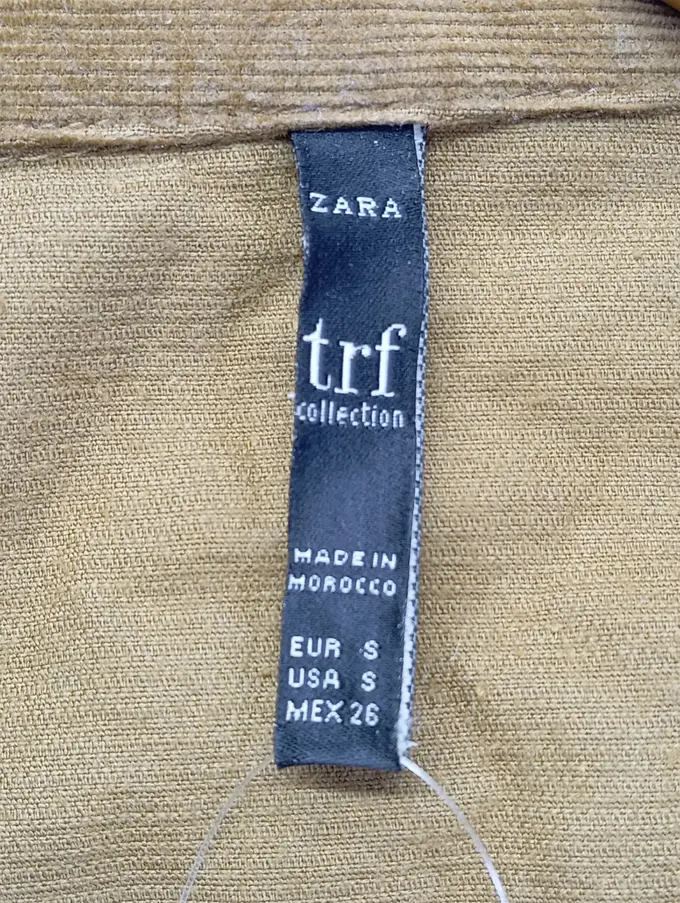 ZARA
trf
collection
MADE IN
MOROCCO
EUR S
USA S
MEX 26